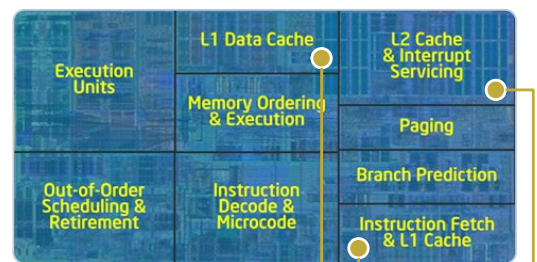 L1 Data Cache
L2 Cache
& Interrupt
Servicing
Execution
Units
Memory Ordering
& Execution
Paging
Branch Prediction
Out-of-Order
Scheduling &
Retirement
Instruction
Decode &
Microcode
Instruction Fetch
& L1 Cache